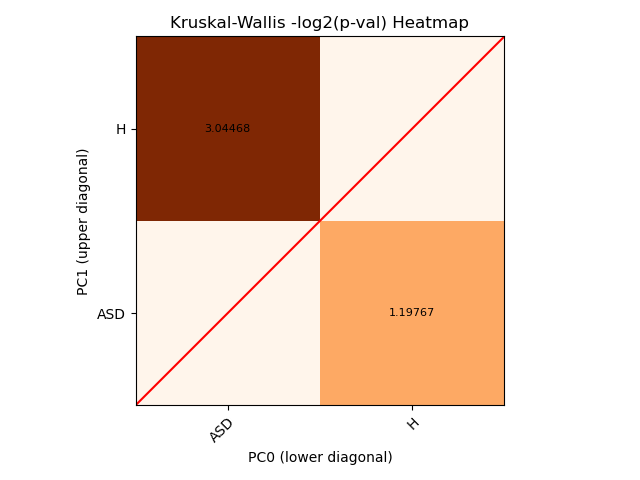 Kruskal-Wallis -log2(p-val) Heatmap
PC1 (upper diagonal)
H
3.04468
ASD
1.19767
ASD
H
PC0 (lower diagonal)